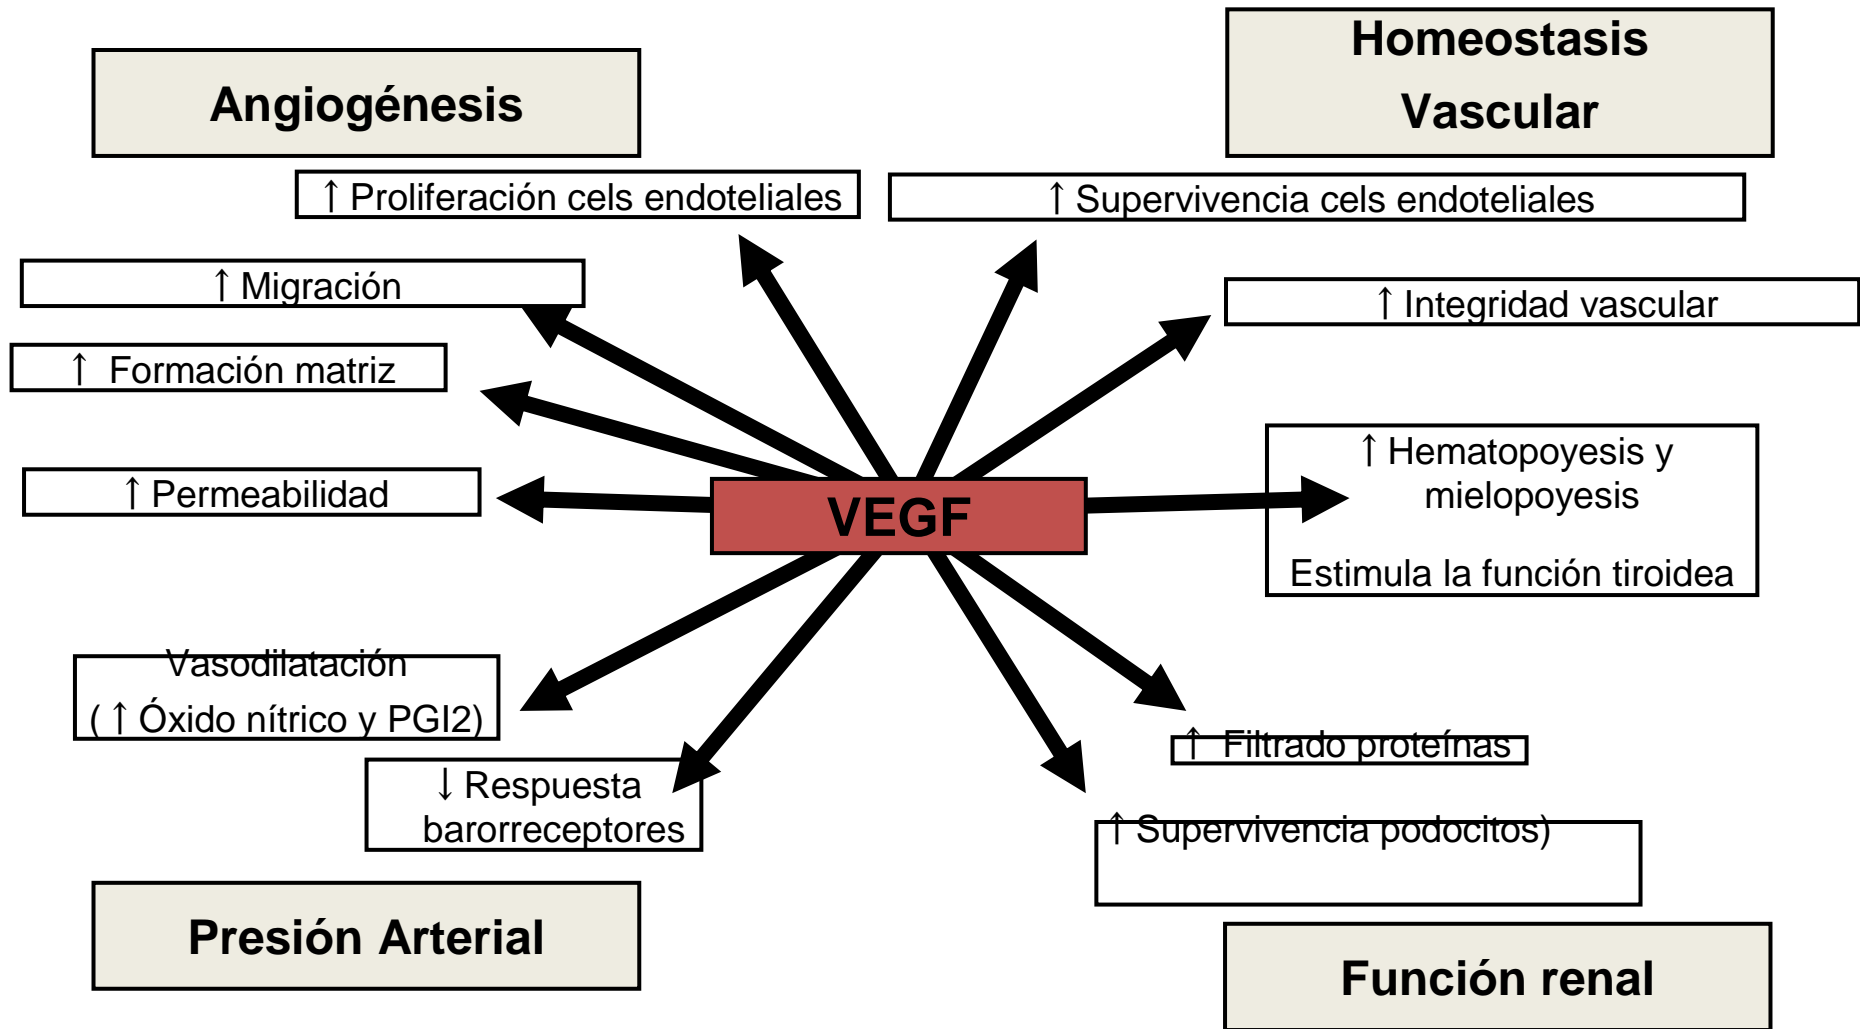 Angiogénesis
Homeostasis
Vascular
↑ Proliferación cels endoteliales
↑ Supervivencia cels endoteliales
↑ Migración
↑ Integridad vascular
↑ Formación matriz
↑ Hematopoyesis y
mielopoyesis
Estimula la función tiroidea
↑ Permeabilidad
VEGF
Vasodilatación
( ↑ Óxido nítrico y PGI2)
↓ Respuesta
barorreceptores
↑ Filtrado proteínas
↑ Supervivencia podocitos)
Presión Arterial
Función renal